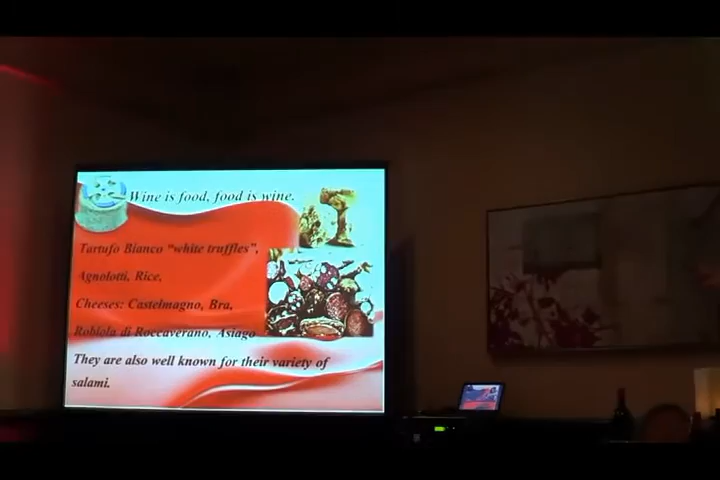 Wine is food, food is wine.
Tartufo Bianco "white truffles",
Agnolotti, Rice,
Cheeses: Castelmagno, Bra,
Robiola di Roccaverano, Asiago
They are also well known for their variety of
salami.